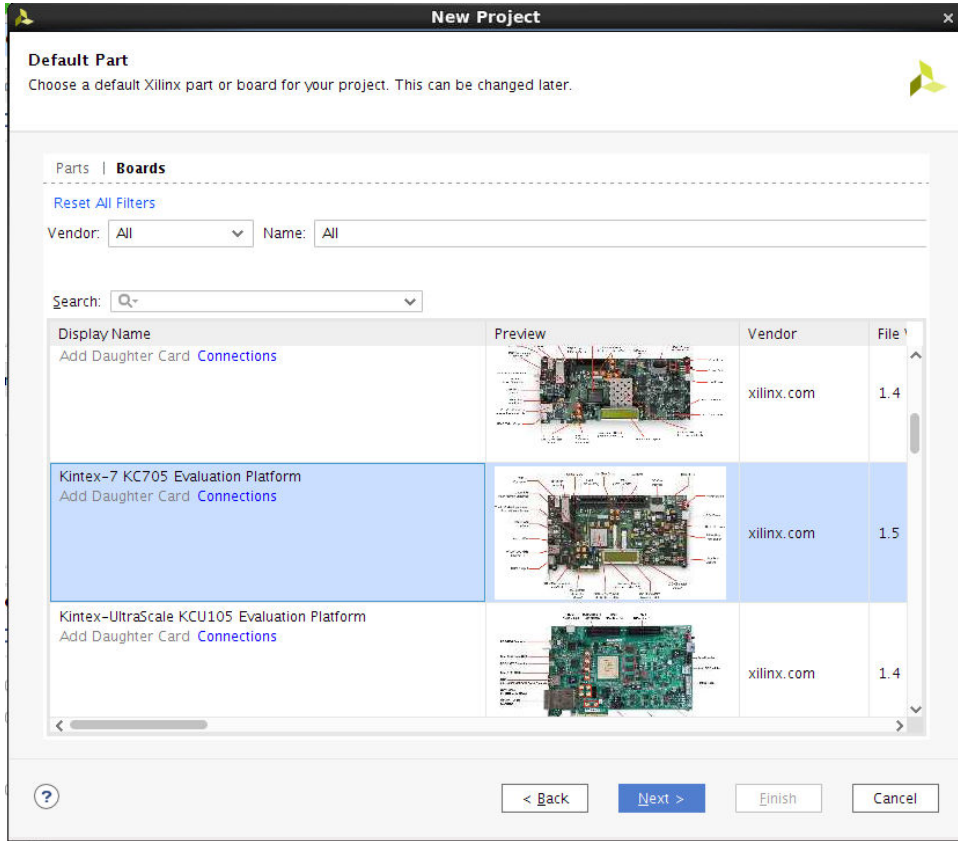 New Project
Default Part
Choose a default Xilinx part or board for your project. This can be changed later.
Parts | Boards
Reset All Filters
Vendor: All Name: All
Search:
Display Name Preview Vendor File
Add Daughter Card Connections
xilinx.com 1.4
Kintex-7 KC705 Evaluation Platform
Add Daughter Card Connections
xilinx.com 1.5
Kintex-UltraScale KCU105 Evaluation Platform
Add Daughter Card Connections
xilinx.com 1.4
? < Back Next > Finish Cancel